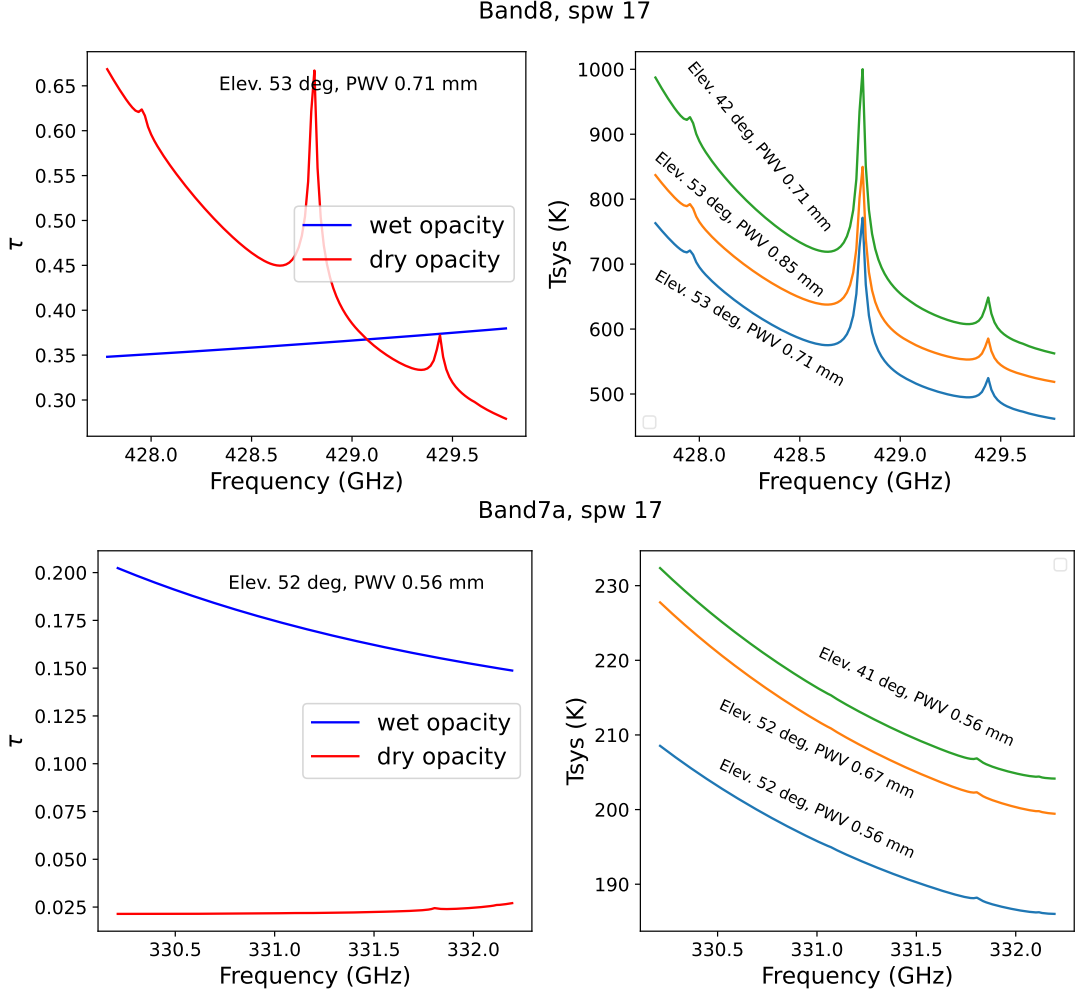 Band8, spw 17
τ
0.65
0.60
0.55
0.50
0.45
0.40
0.35
0.30
Elev. 53 deg, PWV 0.71 mm
wet opacity
dry opacity
428.0 428.5 429.0 429.5
Frequency (GHz)
Tsys (K)
1000
900
800
700
600
500
Elev. 42 deg, PWV 0.71 mm
Elev. 53 deg, PWV 0.85 mm
Elev. 53 deg, PWV 0.71 mm
428.0 428.5 429.0 429.5
Frequency (GHz)
Band7a, spw 17
τ
0.200
0.175
0.150
0.125
0.100
0.075
0.050
0.025
Elev. 52 deg, PWV 0.56 mm
wet opacity
dry opacity
330.5 331.0 331.5 332.0
Frequency (GHz)
Tsys (K)
230
220
210
200
190
Elev. 41 deg, PWV 0.56 mm
Elev. 52 deg, PWV 0.67 mm
Elev. 52 deg, PWV 0.56 mm
330.5 331.0 331.5 332.0
Frequency (GHz)